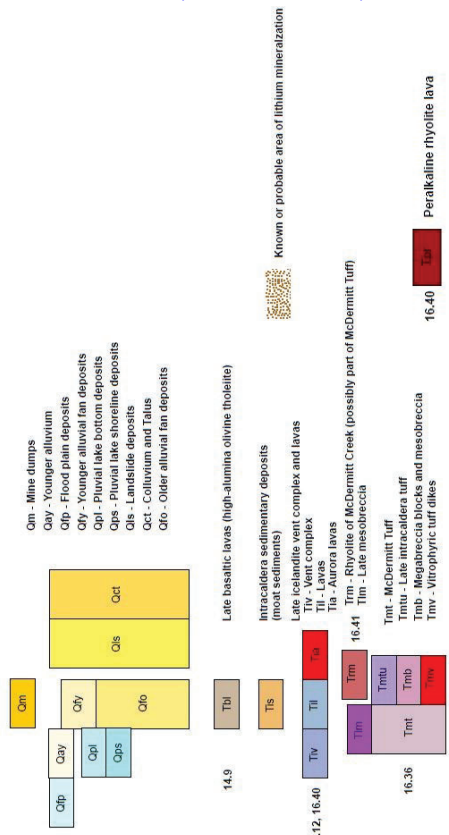 Qm
Qm - Mine dumps
Qfp
Qay
Qfy
Qpl
Qps
Qfo
Qls
Qct
Qay - Younger alluvium
Qfp - Flood plain deposits
Qfy - Younger alluvial fan deposits
Qpl - Pluvial lake bottom deposits
Qps - Pluvial lake shoreline deposits
Qls - Landslide deposits
Qct - Colluvium and Talus
Qfo - Older alluvial fan deposits
14.9
Tbl
Late basaltic lavas (high-alumina olivine tholeiite)
Tis
Intracaldera sedimentary deposits
(moat sediments)
Known or probable area of lithium mineralzation
.12, 16.40
Tiv
Til
Tia
Late icelandite vent complex and lavas
Tiv - Vent complex
Til - Lavas
Tia - Aurora lavas
Tlm
Trm
16.41
Trm - Rhyolite of McDermitt Creek (possibly part of McDermitt Tuff)
Tlm - Late mesobreccia
16.36
Tmt
Tmtu
Tmb
Tmv
Tmt - McDermitt Tuff
Tmtu - Late intracaldera tuff
Tmb - Megabreccia blocks and mesobreccia
Tmv - Vitrophyric tuff dikes
16.40
Tpr
Peralkaline rhyolite lava